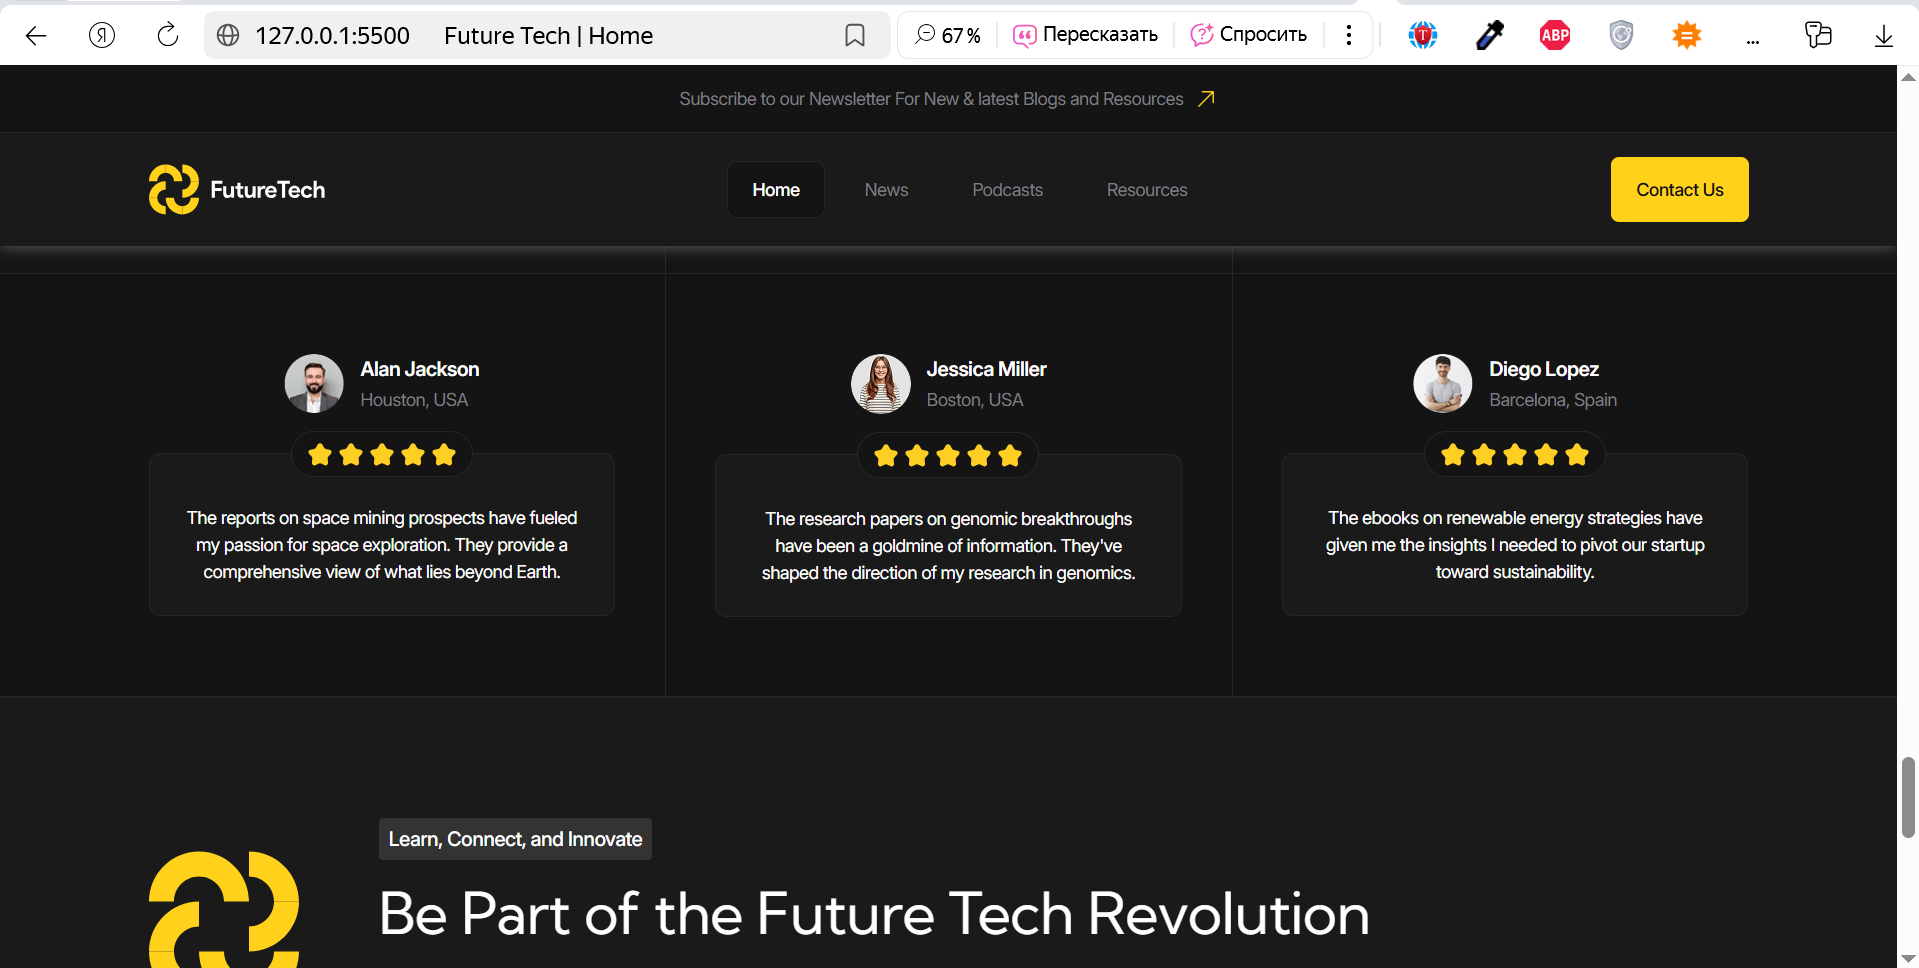 Я 127.0.0.1:5500 Future Tech | Home 67 % Пересказать Спросить T ABP ...
Subscribe to our Newsletter For New & latest Blogs and Resources
FutureTech Home News Podcasts Resources Contact Us
Alan Jackson
Houston, USA
The reports on space mining prospects have fueled
my passion for space exploration. They provide a
comprehensive view of what lies beyond Earth.
Jessica Miller
Boston, USA
The research papers on genomic breakthroughs
have been a goldmine of information. They've
shaped the direction of my research in genomics.
Diego Lopez
Barcelona, Spain
The ebooks on renewable energy strategies have
given me the insights I needed to pivot our startup
toward sustainability.
Learn, Connect, and Innovate
Be Part of the Future Tech Revolution